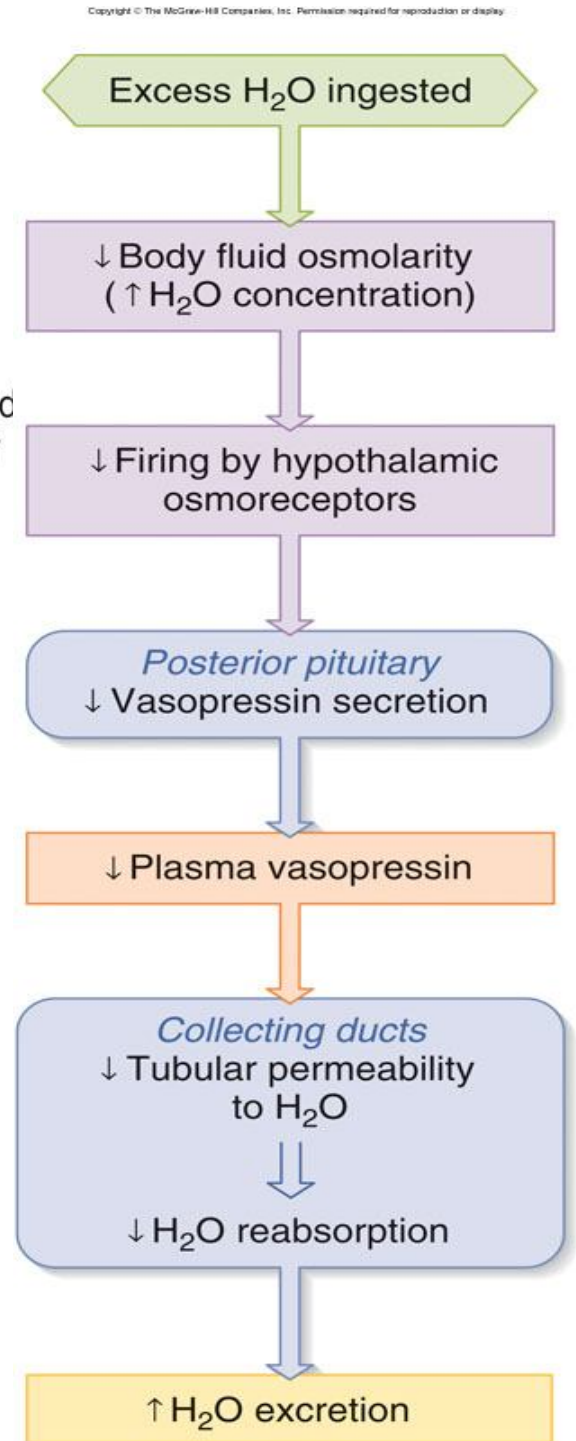 Copyright © The McGraw-Hill Companies, Inc. Permission required for reproduction or display.
Excess H₂O ingested
↓ Body fluid osmolarity
(↑ H₂O concentration)
d
↓ Firing by hypothalamic
osmoreceptors
Posterior pituitary
↓ Vasopressin secretion
↓ Plasma vasopressin
Collecting ducts
↓ Tubular permeability
to H₂O
↓ H₂O reabsorption
↑ H₂O excretion